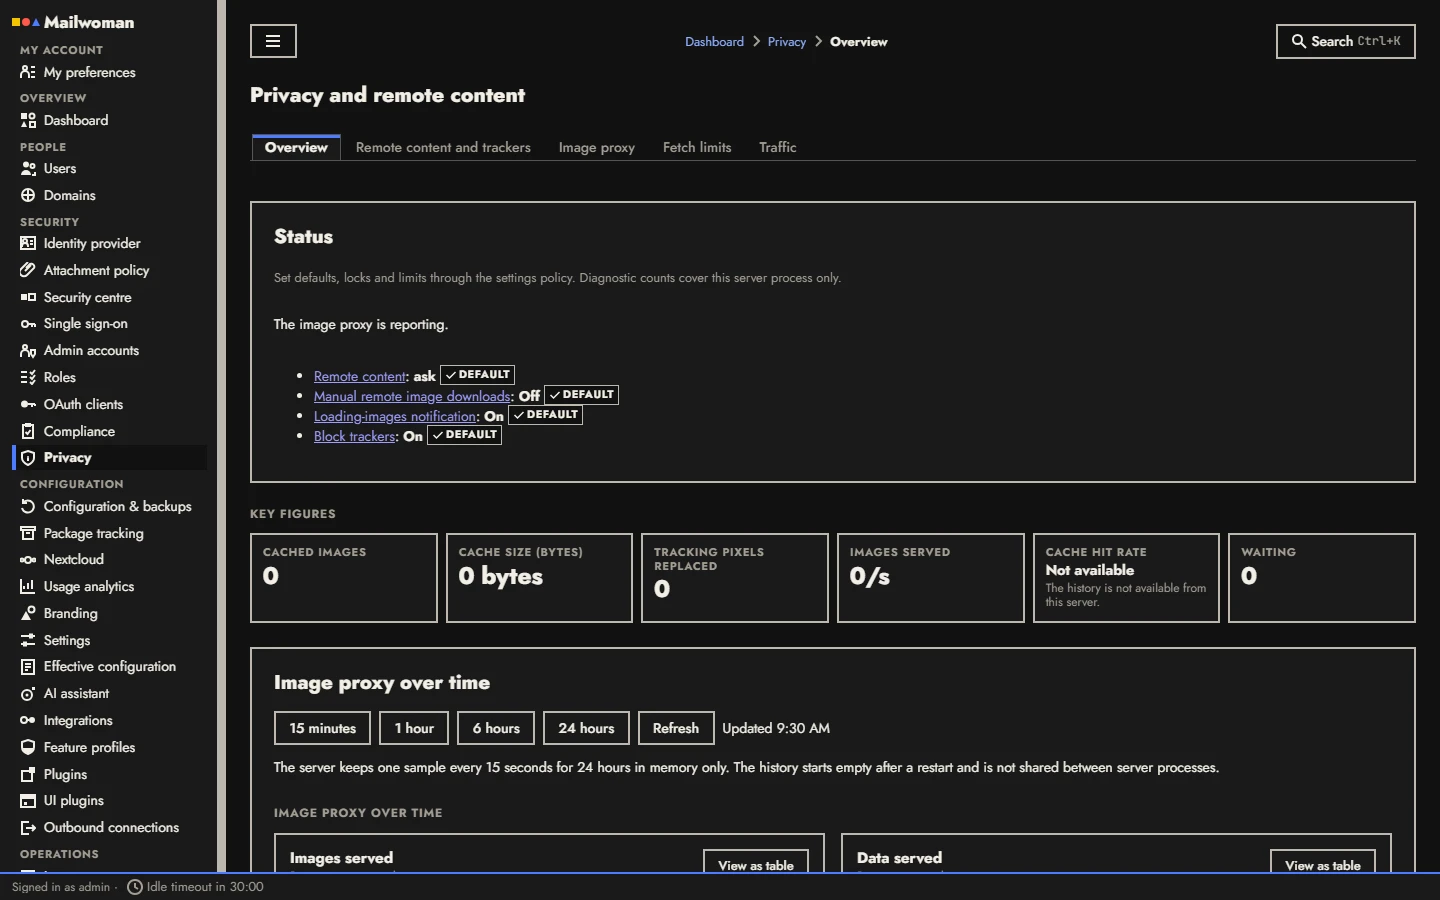 Mailwoman
MY ACCOUNT
My preferences
OVERVIEW
Dashboard
PEOPLE
Users
Domains
SECURITY
Identity provider
Attachment policy
Security centre
Single sign-on
Admin accounts
Roles
OAuth clients
Compliance
Privacy
CONFIGURATION
Configuration & backups
Package tracking
Nextcloud
Usage analytics
Branding
Settings
Effective configuration
AI assistant
Integrations
Feature profiles
Plugins
UI plugins
Outbound connections
OPERATIONS
Dashboard > Privacy > Overview
Search Ctrl+K
Privacy and remote content
Overview Remote content and trackers Image proxy Fetch limits Traffic
Status
Set defaults, locks and limits through the settings policy. Diagnostic counts cover this server process only.
The image proxy is reporting.
• Remote content: ask ✓ DEFAULT
• Manual remote image downloads: Off ✓ DEFAULT
• Loading-images notification: On ✓ DEFAULT
• Block trackers: On ✓ DEFAULT
KEY FIGURES
CACHED IMAGES
0
CACHE SIZE (BYTES)
0 bytes
TRACKING PIXELS
REPLACED
0
IMAGES SERVED
0/s
CACHE HIT RATE
Not available
The history is not available from
this server.
WAITING
0
Image proxy over time
15 minutes 1 hour 6 hours 24 hours Refresh Updated 9:30 AM
The server keeps one sample every 15 seconds for 24 hours in memory only. The history starts empty after a restart and is not shared between server processes.
IMAGE PROXY OVER TIME
Images served View as table
Data served View as table
Signed in as admin · Idle timeout in 30:00